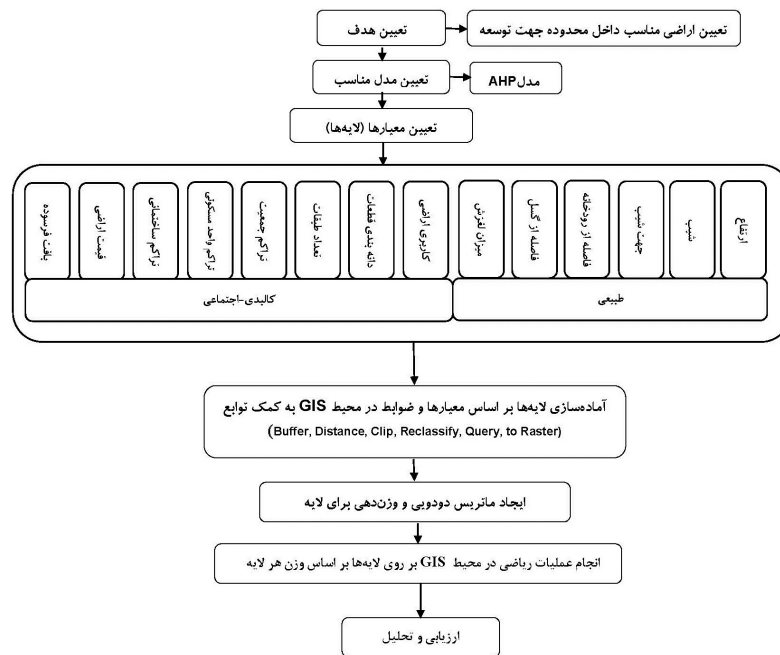 تعیین هدف
تعیین اراضی مناسب داخل محدوده جهت توسعه
تعیین مدل مناسب
مدل AHP
تعیین معیارها (لایه‌ها)
ارتفاع
شیب
جهت شیب
فاصله از رودخانه
فاصله از گسل
میزان لغزش
کاربری اراضی
دانه بندی قطعات
تعداد طبقات
تراکم جمعیت
تراکم واحد مسکونی
تراکم ساختمانی
قیمت اراضی
بافت فرسوده
طبیعی
کالبدی-اجتماعی
آماده‌سازی لایه‌ها بر اساس معیارها و ضوابط در محیط GIS به کمک توابع
(Buffer, Distance, Clip, Reclassify, Query, to Raster)
ایجاد ماتریس دودویی و وزن‌دهی برای لایه
انجام عملیات ریاضی در محیط GIS بر روی لایه‌ها بر اساس وزن هر لایه
ارزیابی و تحلیل